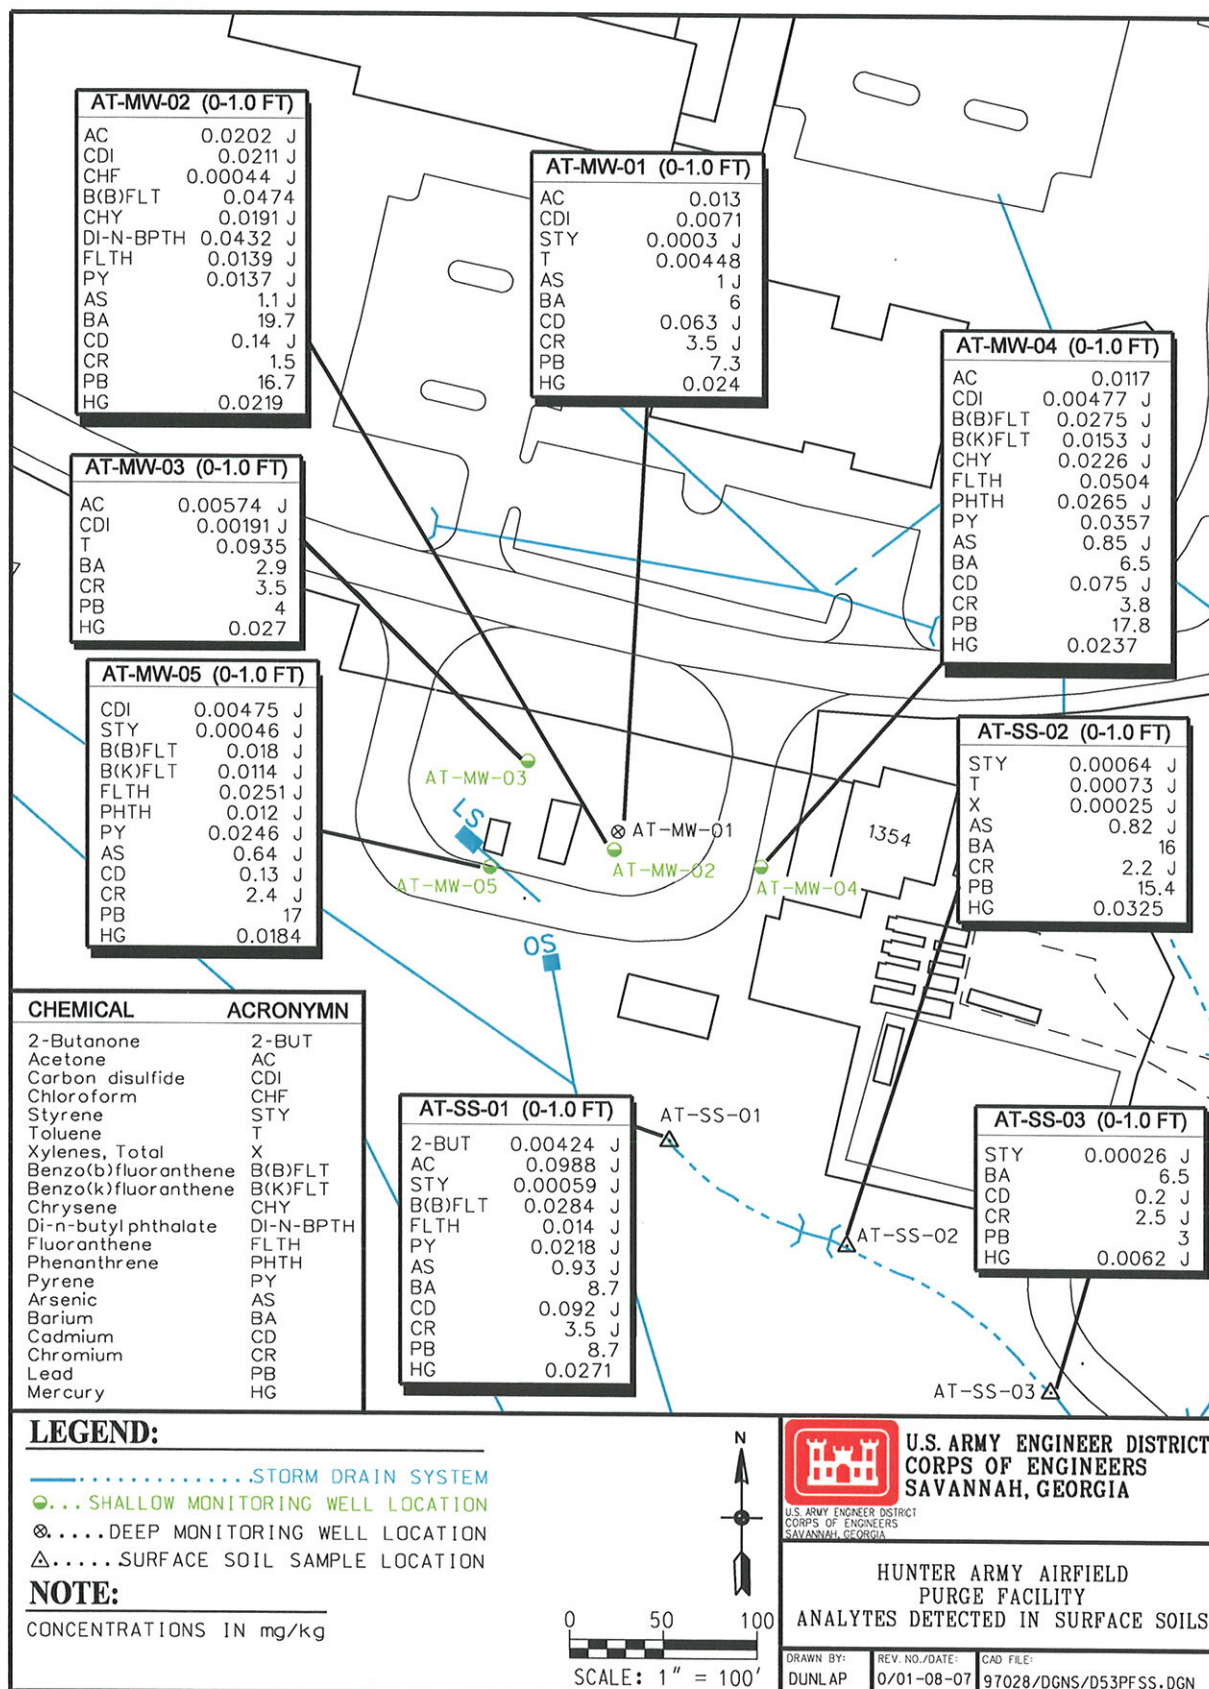 AT-MW-02 (0-1.0 FT)
AC 0.0202 J
CDI 0.0211 J
CHF 0.00044 J
B(B)FLT 0.0474
CHY 0.0191 J
DI-N-BPTH 0.0432 J
FLTH 0.0139 J
PY 0.0137 J
AS 1.1 J
BA 19.7
CD 0.14 J
CR 1.5
PB 16.7
HG 0.0219
AT-MW-01 (0-1.0 FT)
AC 0.013
CDI 0.0071
STY 0.0003 J
T 0.00448
AS 1 J
BA 6
CD 0.063 J
CR 3.5 J
PB 7.3
HG 0.024
AT-MW-04 (0-1.0 FT)
AC 0.0117
CDI 0.00477 J
B(B)FLT 0.0275 J
B(K)FLT 0.0153 J
CHY 0.0226 J
FLTH 0.0504
PHTH 0.0265 J
PY 0.0357
AS 0.85 J
BA 6.5
CD 0.075 J
CR 3.8
PB 17.8
HG 0.0237
AT-MW-03 (0-1.0 FT)
AC 0.00574 J
CDI 0.00191 J
T 0.0935
BA 2.9
CR 3.5
PB 4
HG 0.027
AT-MW-05 (0-1.0 FT)
CDI 0.00475 J
STY 0.00046 J
B(B)FLT 0.018 J
B(K)FLT 0.0114 J
FLTH 0.0251 J
PHTH 0.012 J
PY 0.0246 J
AS 0.64 J
CD 0.13 J
CR 2.4 J
PB 17
HG 0.0184
AT-SS-02 (0-1.0 FT)
STY 0.00064 J
T 0.00073 J
X 0.00025 J
AS 0.82 J
BA 16
CR 2.2 J
PB 15.4
HG 0.0325
AT-MW-03
LS
AT-MW-01
AT-MW-02
AT-MW-05
AT-MW-04
1354
OS
CHEMICAL ACRONYMN
2-Butanone 2-BUT
Acetone AC
Carbon disulfide CDI
Chloroform CHF
Styrene STY
Toluene T
Xylenes, Total X
Benzo(b)fluoranthene B(B)FLT
Benzo(k)fluoranthene B(K)FLT
Chrysene CHY
Di-n-butylphthalate DI-N-BPTH
Fluoranthene FLTH
Phenanthrene PHTH
Pyrene PY
Arsenic AS
Barium BA
Cadmium CD
Chromium CR
Lead PB
Mercury HG
AT-SS-01 (0-1.0 FT)
2-BUT 0.00424 J
AC 0.0988 J
STY 0.00059 J
B(B)FLT 0.0284 J
FLTH 0.014 J
PY 0.0218 J
AS 0.93 J
BA 8.7
CD 0.092 J
CR 3.5 J
PB 8.7
HG 0.0271
AT-SS-01
AT-SS-02
AT-SS-03 (0-1.0 FT)
STY 0.00026 J
BA 6.5
CD 0.2 J
CR 2.5 J
PB 3
HG 0.0062 J
AT-SS-03
LEGEND:
..............STORM DRAIN SYSTEM
... SHALLOW MONITORING WELL LOCATION
.....DEEP MONITORING WELL LOCATION
......SURFACE SOIL SAMPLE LOCATION
NOTE:
CONCENTRATIONS IN mg/kg
N
0 50 100
SCALE: 1" = 100'
U.S. ARMY ENGINEER DISTRICT
CORPS OF ENGINEERS
SAVANNAH, GEORGIA
U.S. ARMY ENGINEER DISTRICT
CORPS OF ENGINEERS
SAVANNAH, GEORGIA
HUNTER ARMY AIRFIELD
PURGE FACILITY
ANALYTES DETECTED IN SURFACE SOILS
DRAWN BY: DUNLAP
REV. NO./DATE: 0/01-08-07
CAD FILE: 97028/DGNS/D53PFSS.DGN